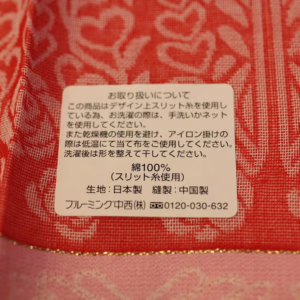 お取り扱いについて
この商品はデザイン上スリット糸を使用し
ている為、お洗濯の際は、手洗いかネット
を使用してください。
また乾燥機の使用を避け、アイロン掛けの
際は低温にて当て布をご使用ください。
洗濯後は形を整えて干してください。
綿100%
(スリット糸使用)
生地：日本製　縫製：中国製
ブルーミング中西(株) ☎0120-030-632